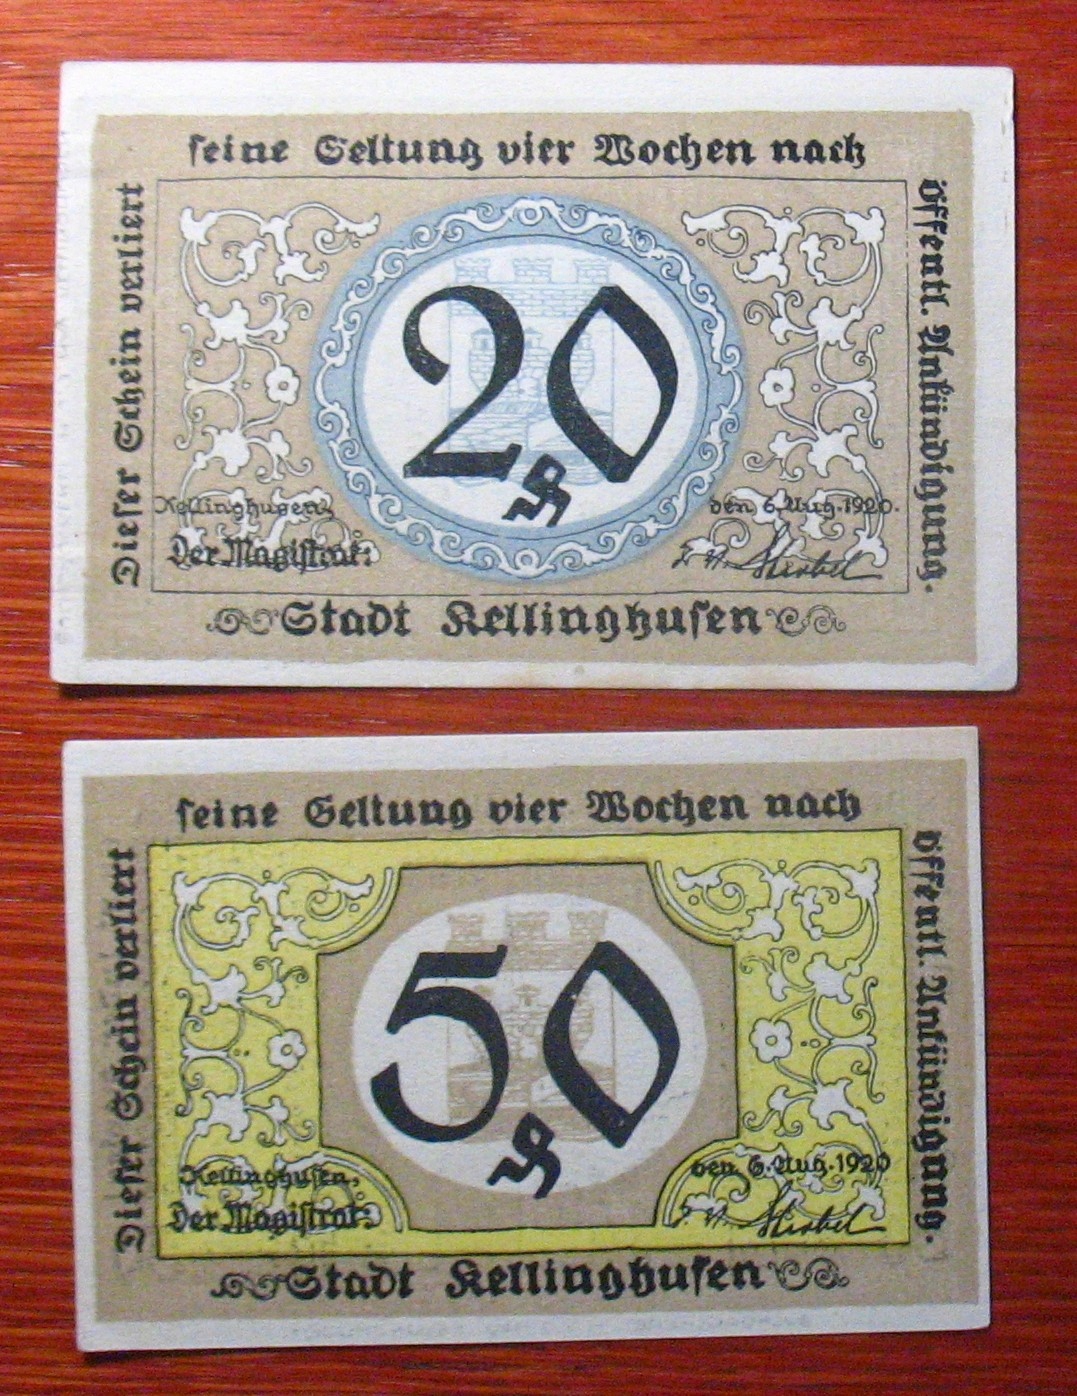 Dieser Schein verliert
seine Geltung vier Wochen nach
öffentl. Ankündigung.
20
₰
Kellinghusen,
den 6. Aug. 1920.
Der Magistrat:
Stadt Kellinghusen
Dieser Schein verliert
seine Geltung vier Wochen nach
öffentl. Ankündigung.
50
₰
Kellinghusen,
den 6. Aug. 1920
Der Magistrat:
Stadt Kellinghusen